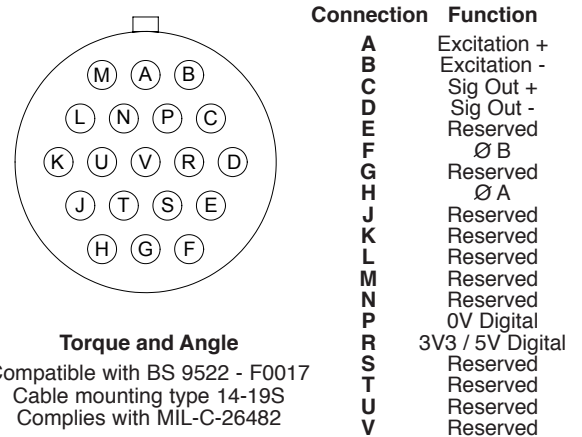 Connection Function
M A B
L N P C
K U V R D
J T S E
H G F
A Excitation +
B Excitation -
C Sig Out +
D Sig Out -
E Reserved
F Ø B
G Reserved
H Ø A
J Reserved
K Reserved
L Reserved
M Reserved
N Reserved
P 0V Digital
R 3V3 / 5V Digital
S Reserved
T Reserved
U Reserved
V Reserved
Torque and Angle
ompatible with BS 9522 - F0017
Cable mounting type 14-19S
Complies with MIL-C-26482